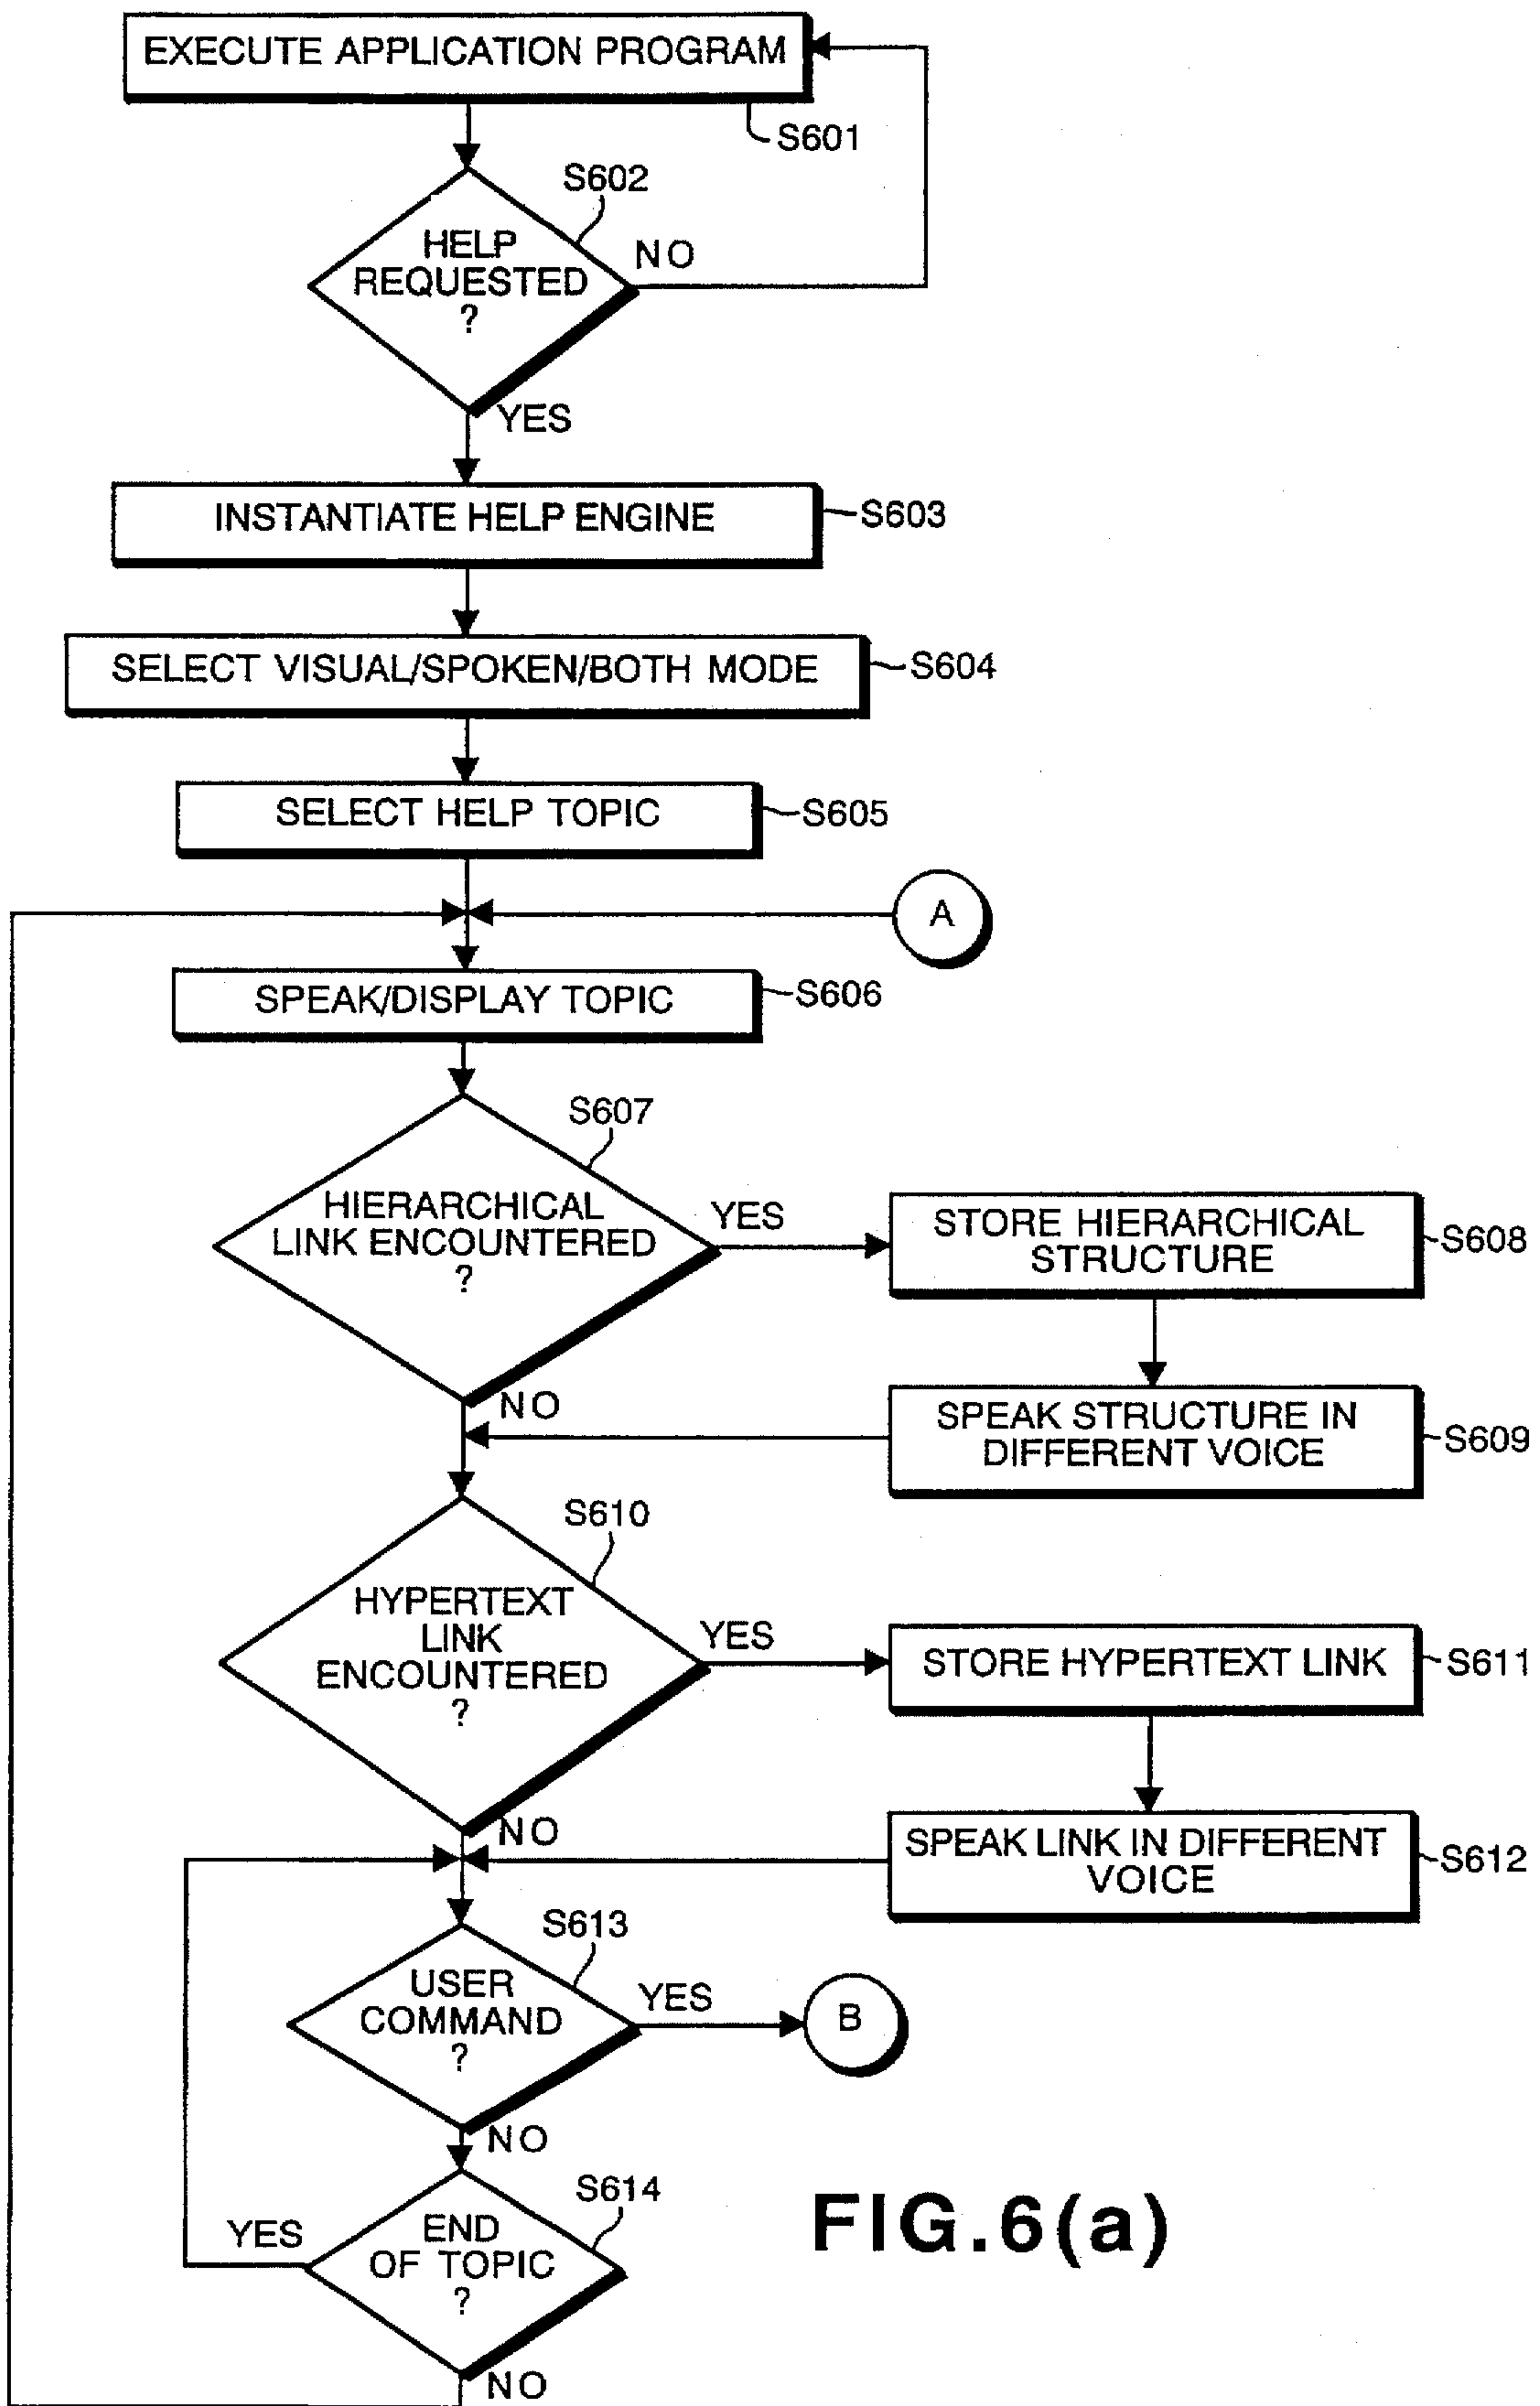 EXECUTE APPLICATION PROGRAM
S601
S602
HELP
REQUESTED
?
NO
YES
INSTANTIATE HELP ENGINE
S603
SELECT VISUAL/SPOKEN/BOTH MODE
S604
SELECT HELP TOPIC
S605
A
SPEAK/DISPLAY TOPIC
S606
S607
HIERARCHICAL
LINK ENCOUNTERED
?
YES
STORE HIERARCHICAL
STRUCTURE
S608
NO
SPEAK STRUCTURE IN
DIFFERENT VOICE
S609
S610
HYPERTEXT
LINK
ENCOUNTERED
?
YES
STORE HYPERTEXT LINK
S611
NO
SPEAK LINK IN DIFFERENT
VOICE
S612
S613
USER
COMMAND
?
YES
B
NO
S614
END
OF TOPIC
?
YES
NO
FIG.6(a)